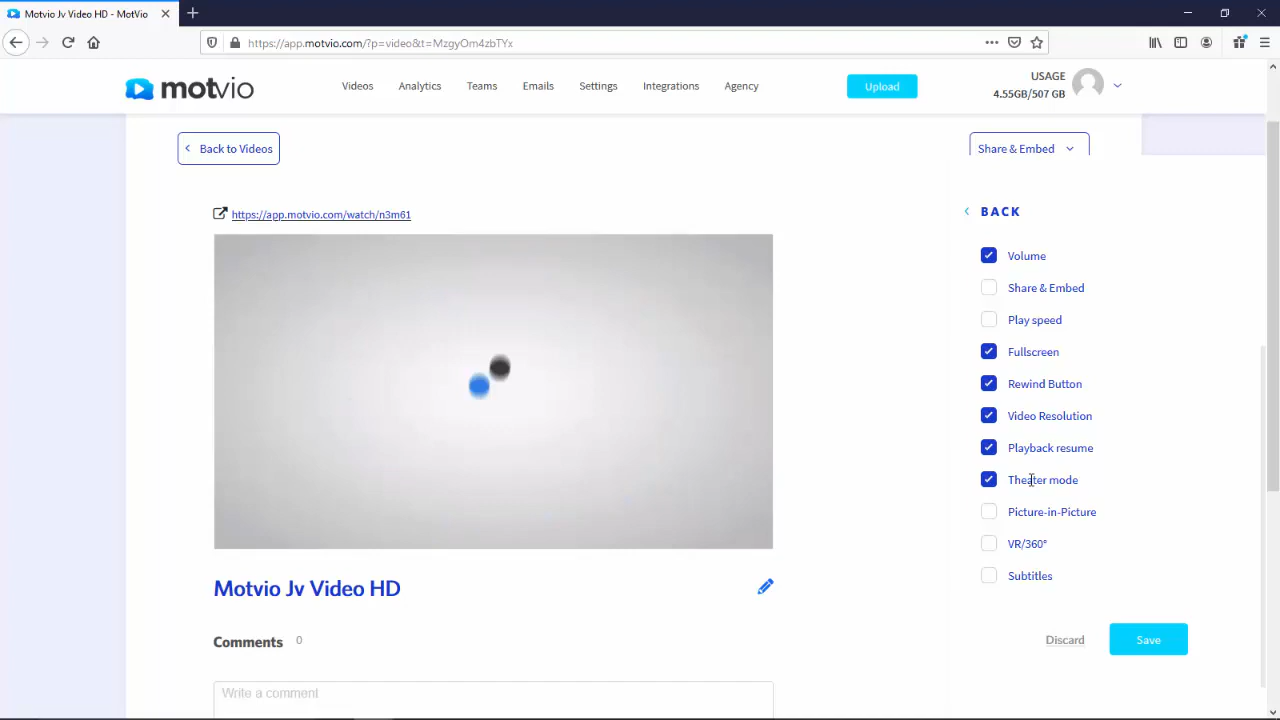 Motvio Jv Video HD - MotVio
https://app.motvio.com/?p=video&t=MzgyOm4zbTYx
motvio
Videos
Analytics
Teams
Emails
Settings
Integrations
Agency
Upload
USAGE
4.55GB/507 GB
Back to Videos
Share & Embed
https://app.motvio.com/watch/n3m61
BACK
Volume
Share & Embed
Play speed
Fullscreen
Rewind Button
Video Resolution
Playback resume
Theater mode
Picture-in-Picture
VR/360°
Subtitles
Discard
Save
Motvio Jv Video HD
Comments 0
Write a comment